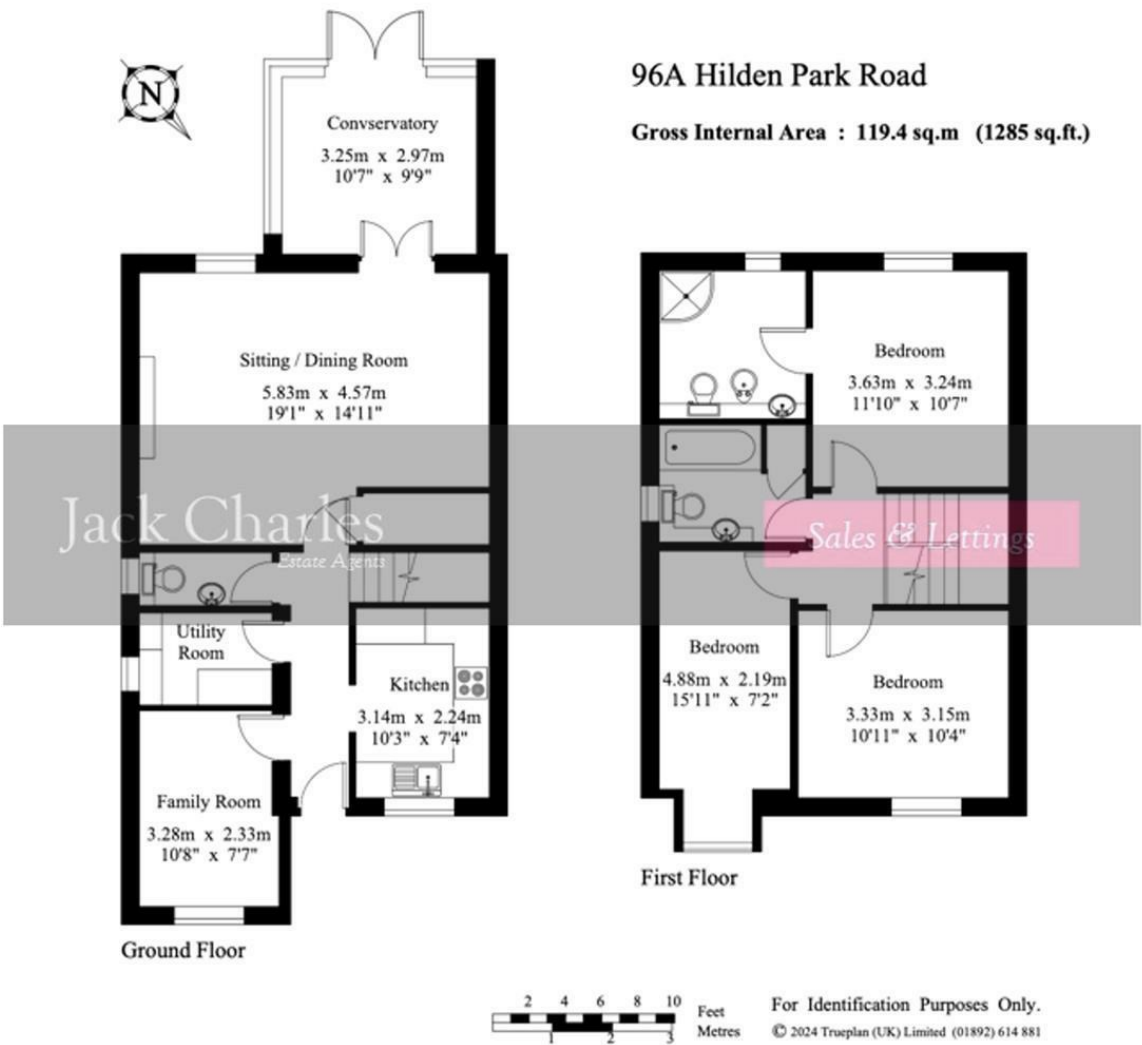 N
96A Hilden Park Road
Gross Internal Area : 119.4 sq.m (1285 sq.ft.)
Convservatory
3.25m x 2.97m
10'7" x 9'9"
Sitting / Dining Room
5.83m x 4.57m
19'1" x 14'11"
Bedroom
3.63m x 3.24m
11'10" x 10'7"
Jack Charles
Estate Agents
Sales & Lettings
Utility
Room
Kitchen
3.14m x 2.24m
10'3" x 7'4"
Family Room
3.28m x 2.33m
10'8" x 7'7"
Ground Floor
Bedroom
4.88m x 2.19m
15'11" x 7'2"
Bedroom
3.33m x 3.15m
10'11" x 10'4"
First Floor
2 4 6 8 10
Feet
Metres
1 2 3
For Identification Purposes Only.
© 2024 Trueplan (UK) Limited (01892) 614 881